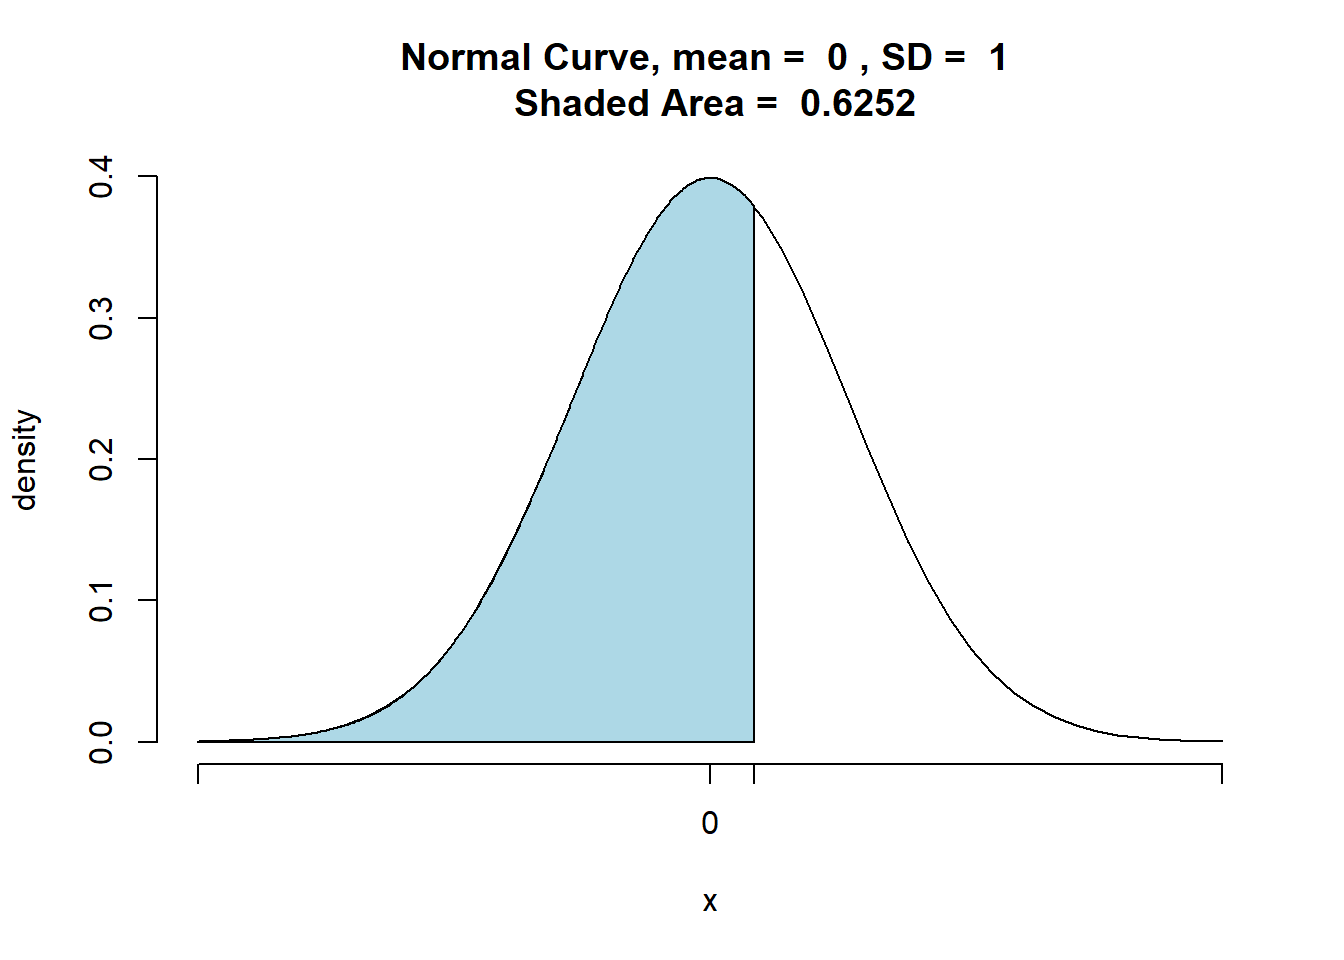 Normal Curve, mean =  0 , SD =  1
Shaded Area =  0.6252
0.4
0.3
0.2
0.1
0.0
density
0
x